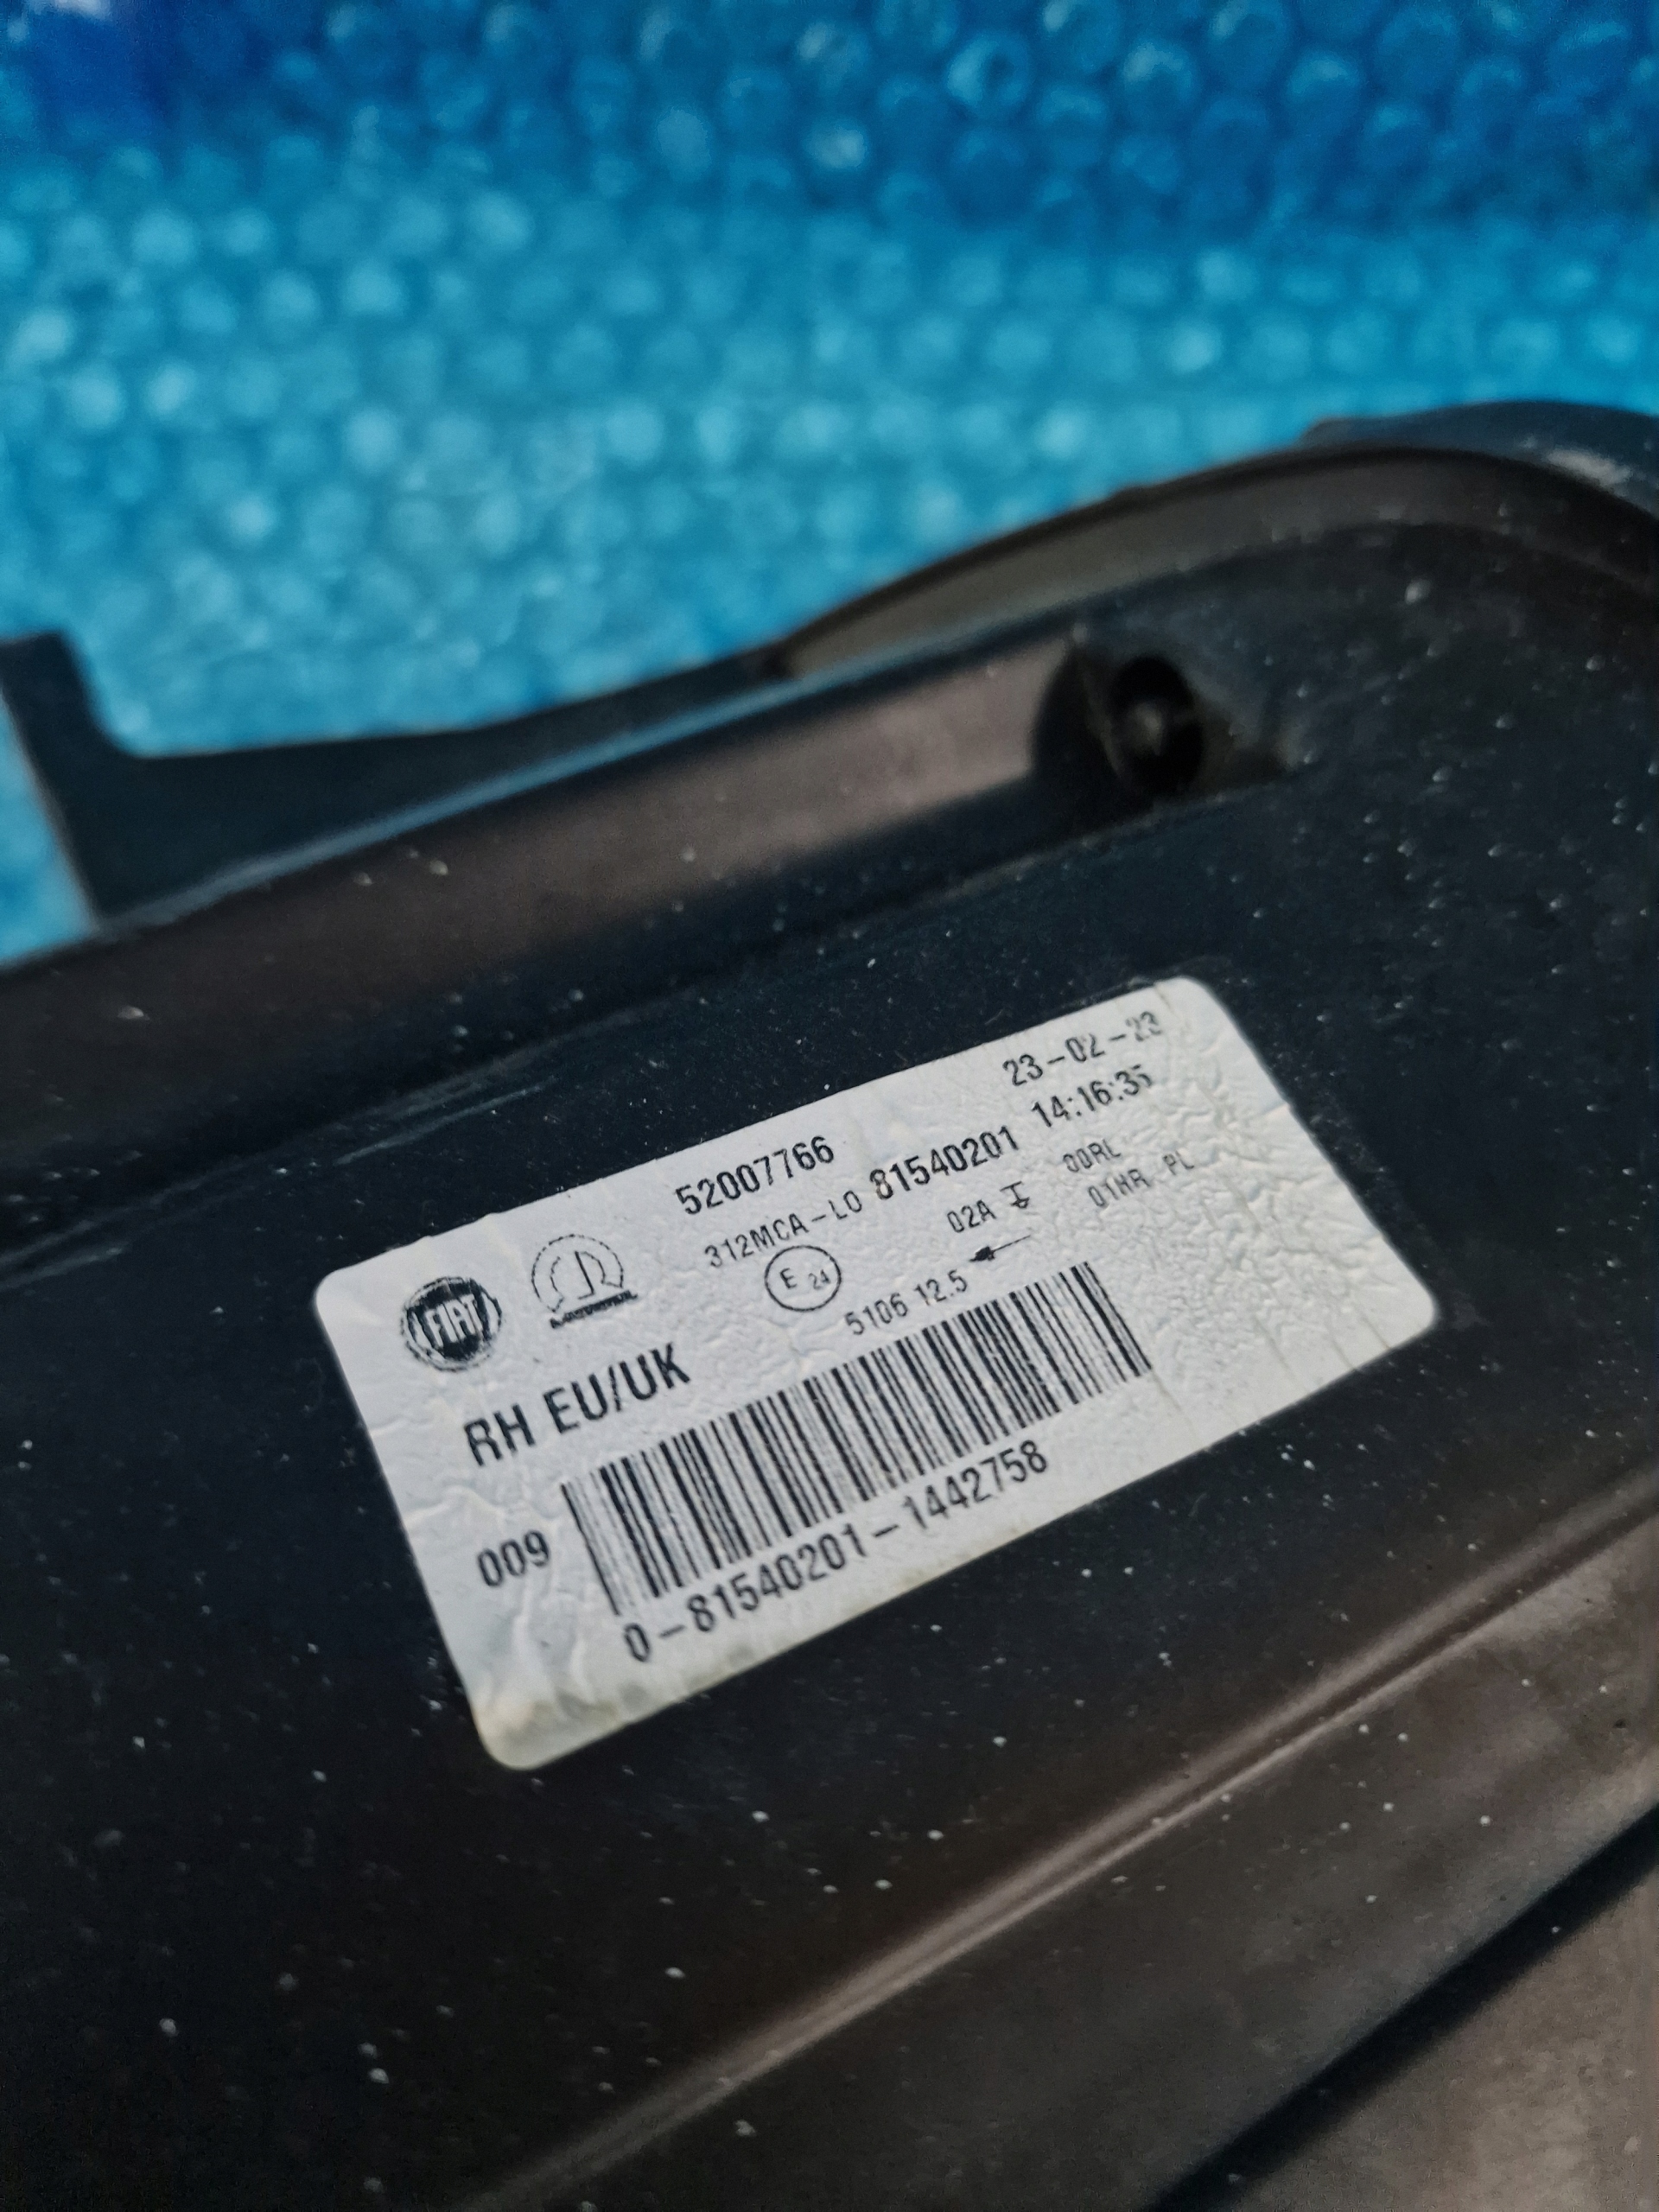 23-02-23
52007766
312MCA-LO 81540201 14:16:35
E 24
02A
00RL
5106 12.5
01HR PL
FIAT
RH EU/UK
009
0-81540201-1442758